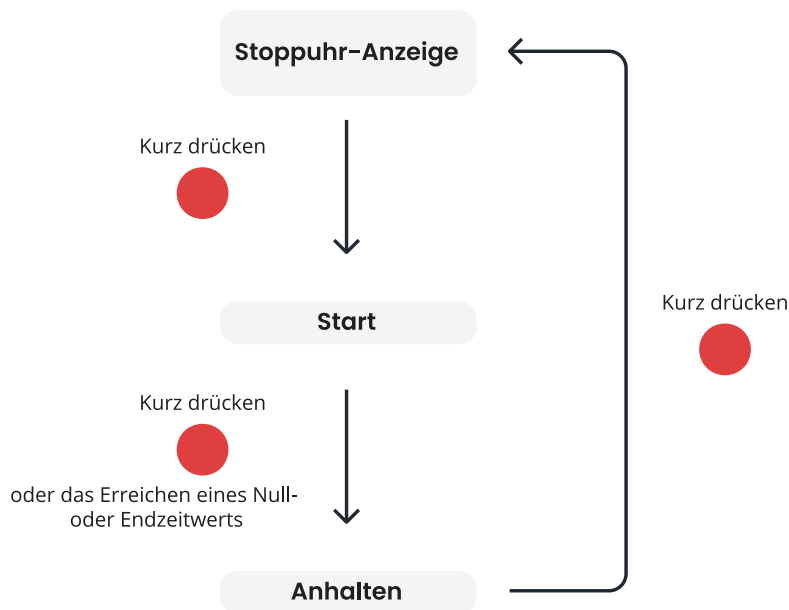 Stoppuhr-Anzeige
Kurz drücken
Start
Kurz drücken
Kurz drücken
oder das Erreichen eines Null-
oder Endzeitwerts
Anhalten